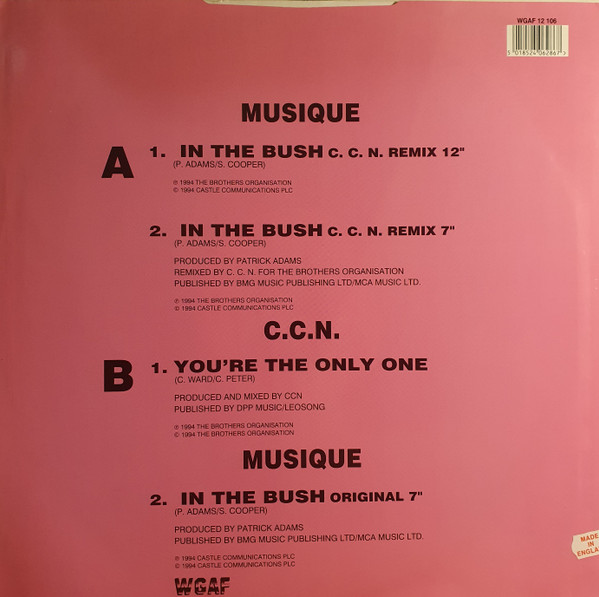 WGAF 12 106
5 018524 062867 >
MUSIQUE
A
1. IN THE BUSH C. C. N. REMIX 12"
(P. ADAMS/S. COOPER)
℗ 1994 THE BROTHERS ORGANISATION
© 1994 CASTLE COMMUNICATIONS PLC
2. IN THE BUSH C. C. N. REMIX 7"
(P. ADAMS/S. COOPER)
PRODUCED BY PATRICK ADAMS
REMIXED BY C. C. N. FOR THE BROTHERS ORGANISATION
PUBLISHED BY BMG MUSIC PUBLISHING LTD/MCA MUSIC LTD.
℗ 1994 THE BROTHERS ORGANISATION
© 1994 CASTLE COMMUNICATIONS PLC
C.C.N.
B
1. YOU'RE THE ONLY ONE
(C. WARD/C. PETER)
PRODUCED AND MIXED BY CCN
PUBLISHED BY DPP MUSIC/LEOSONG
℗ 1994 THE BROTHERS ORGANISATION
© 1994 THE BROTHERS ORGANISATION
MUSIQUE
2. IN THE BUSH ORIGINAL 7"
(P. ADAMS/S. COOPER)
PRODUCED BY PATRICK ADAMS
PUBLISHED BY BMG MUSIC PUBLISHING LTD/MCA MUSIC LTD.
℗ 1994 CASTLE COMMUNICATIONS PLC
© 1994 CASTLE COMMUNICATIONS PLC
WGAF
MADE
IN
ENGLA